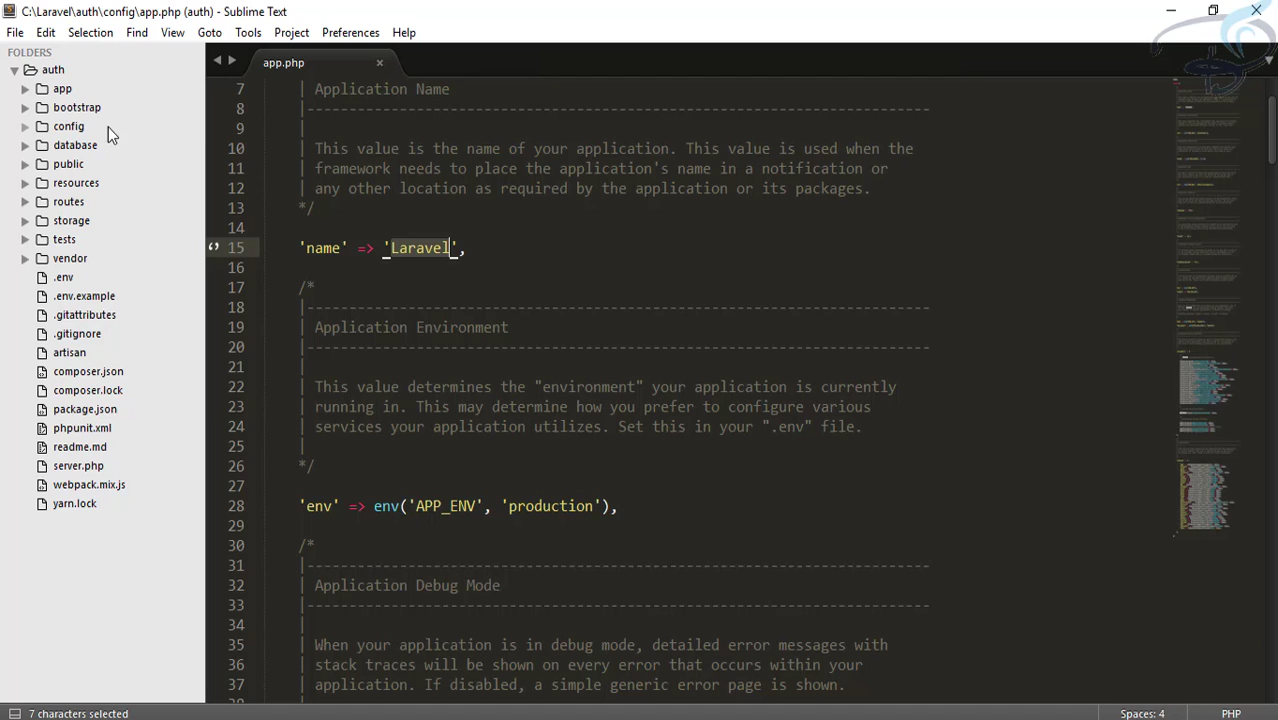 C:\Laravel\auth\config\app.php (auth) - Sublime Text
File Edit Selection Find View Goto Tools Project Preferences Help
FOLDERS
auth
app
bootstrap
config
database
public
resources
routes
storage
tests
vendor
.env
.env.example
.gitattributes
.gitignore
artisan
composer.json
composer.lock
package.json
phpunit.xml
readme.md
server.php
webpack.mix.js
yarn.lock
app.php
7 | Application Name
8 |--------------------------------------------------------------------------
9 |
10 | This value is the name of your application. This value is used when the
11 | framework needs to place the application's name in a notification or
12 | any other location as required by the application or its packages.
13 */
14
15 'name' => 'Laravel',
16
17 /*
18 |--------------------------------------------------------------------------
19 | Application Environment
20 |--------------------------------------------------------------------------
21 |
22 | This value determines the "environment" your application is currently
23 | running in. This may determine how you prefer to configure various
24 | services your application utilizes. Set this in your ".env" file.
25 |
26 */
27
28 'env' => env('APP_ENV', 'production'),
29
30 /*
31 |--------------------------------------------------------------------------
32 | Application Debug Mode
33 |--------------------------------------------------------------------------
34 |
35 | When your application is in debug mode, detailed error messages with
36 | stack traces will be shown on every error that occurs within your
37 | application. If disabled, a simple generic error page is shown.
7 characters selected
Spaces: 4
PHP